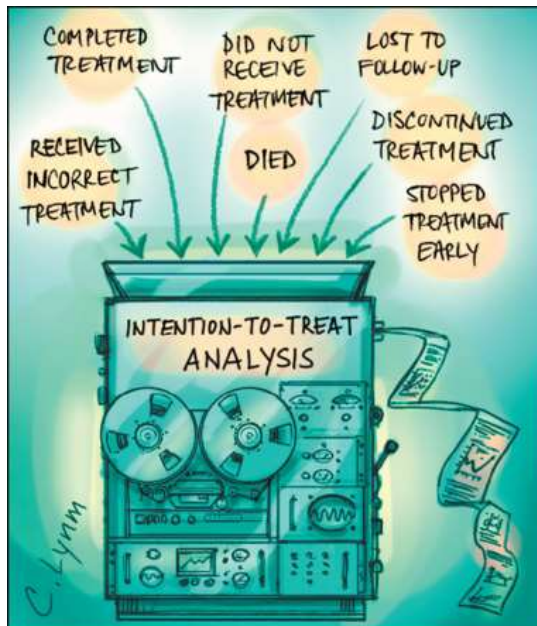 COMPLETED
TREATMENT
DID NOT
RECEIVE
TREATMENT
LOST TO
FOLLOW-UP
RECEIVED
INCORRECT
TREATMENT
DIED
DISCONTINUED
TREATMENT
STOPPED
TREATMENT
EARLY
INTENTION-TO-TREAT
ANALYSIS
C. Lynm